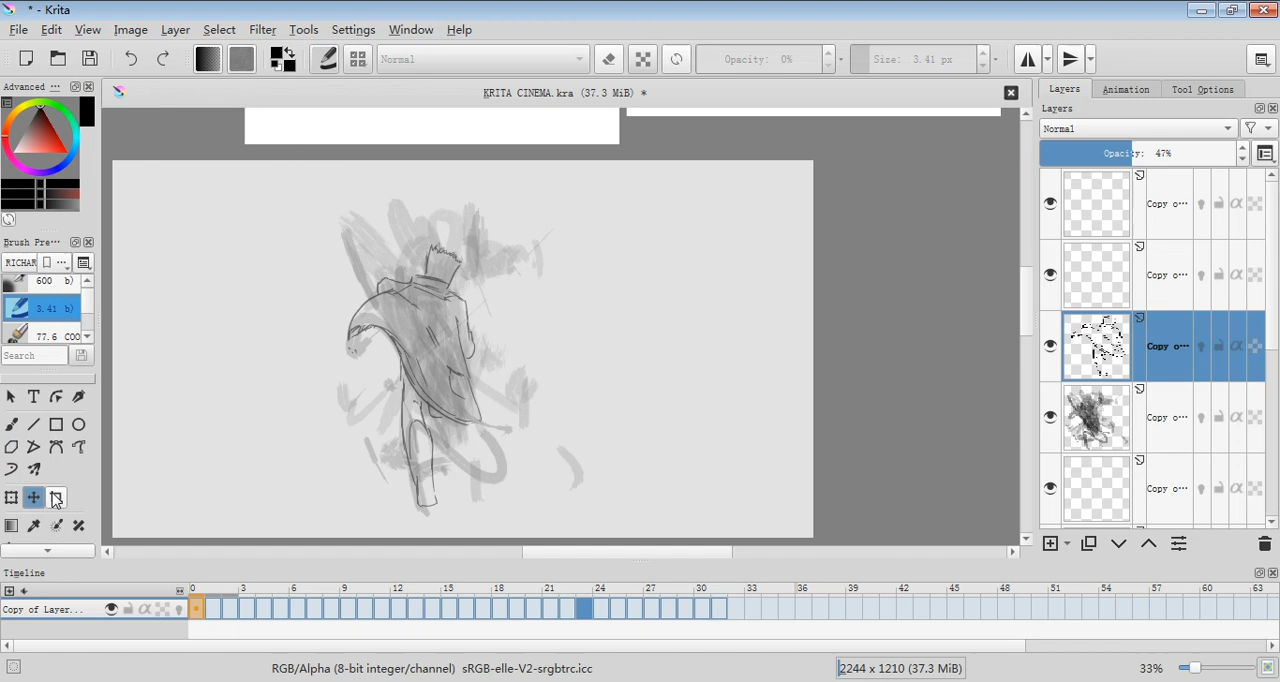 * - Krita
File Edit View Image Layer Select Filter Tools Settings Window Help
Normal Opacity: 0% Size: 3.41 px
Advanced ...
KRITA CINEMA.kra (37.3 MiB) *
Layers Animation Tool Options
Layers
Normal
Opacity: 47%
Copy o...
Copy o...
Copy o...
Copy o...
Copy o...
Brush Pre...
RICHAR ...
600 b)
3.41 b)
77.6 COO
Search
Timeline
0 3 6 9 12 15 18 21 24 27 30 33 36 39 42 45 48 51 54 57 60 63
Copy of Layer...
RGB/Alpha (8-bit integer/channel) sRGB-elle-V2-srgbtrc.icc 2244 x 1210 (37.3 MiB) 33%